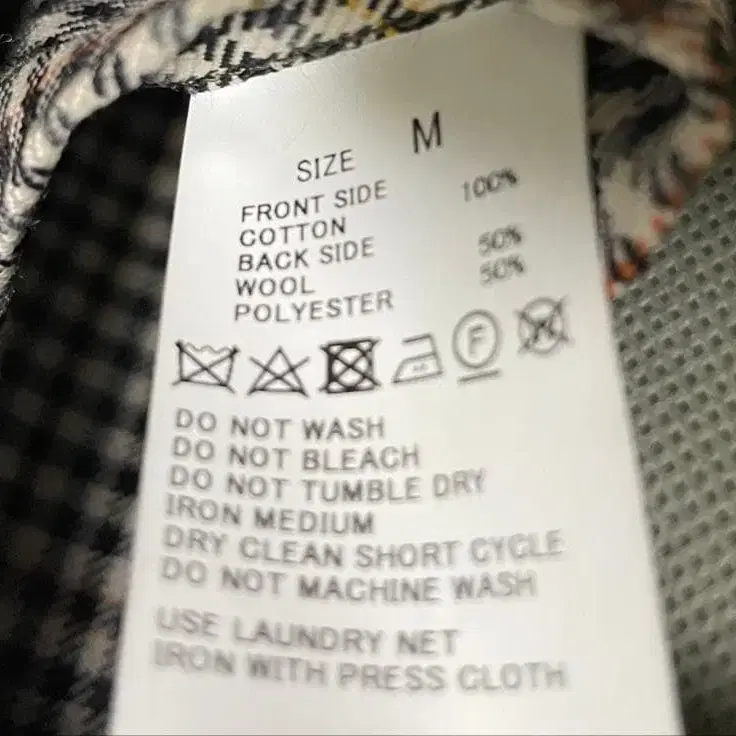 SIZE M
FRONT SIDE
COTTON 100%
BACK SIDE
WOOL 50%
POLYESTER 50%
F
DO NOT WASH
DO NOT BLEACH
DO NOT TUMBLE DRY
IRON MEDIUM
DRY CLEAN SHORT CYCLE
DO NOT MACHINE WASH
USE LAUNDRY NET
IRON WITH PRESS CLOTH